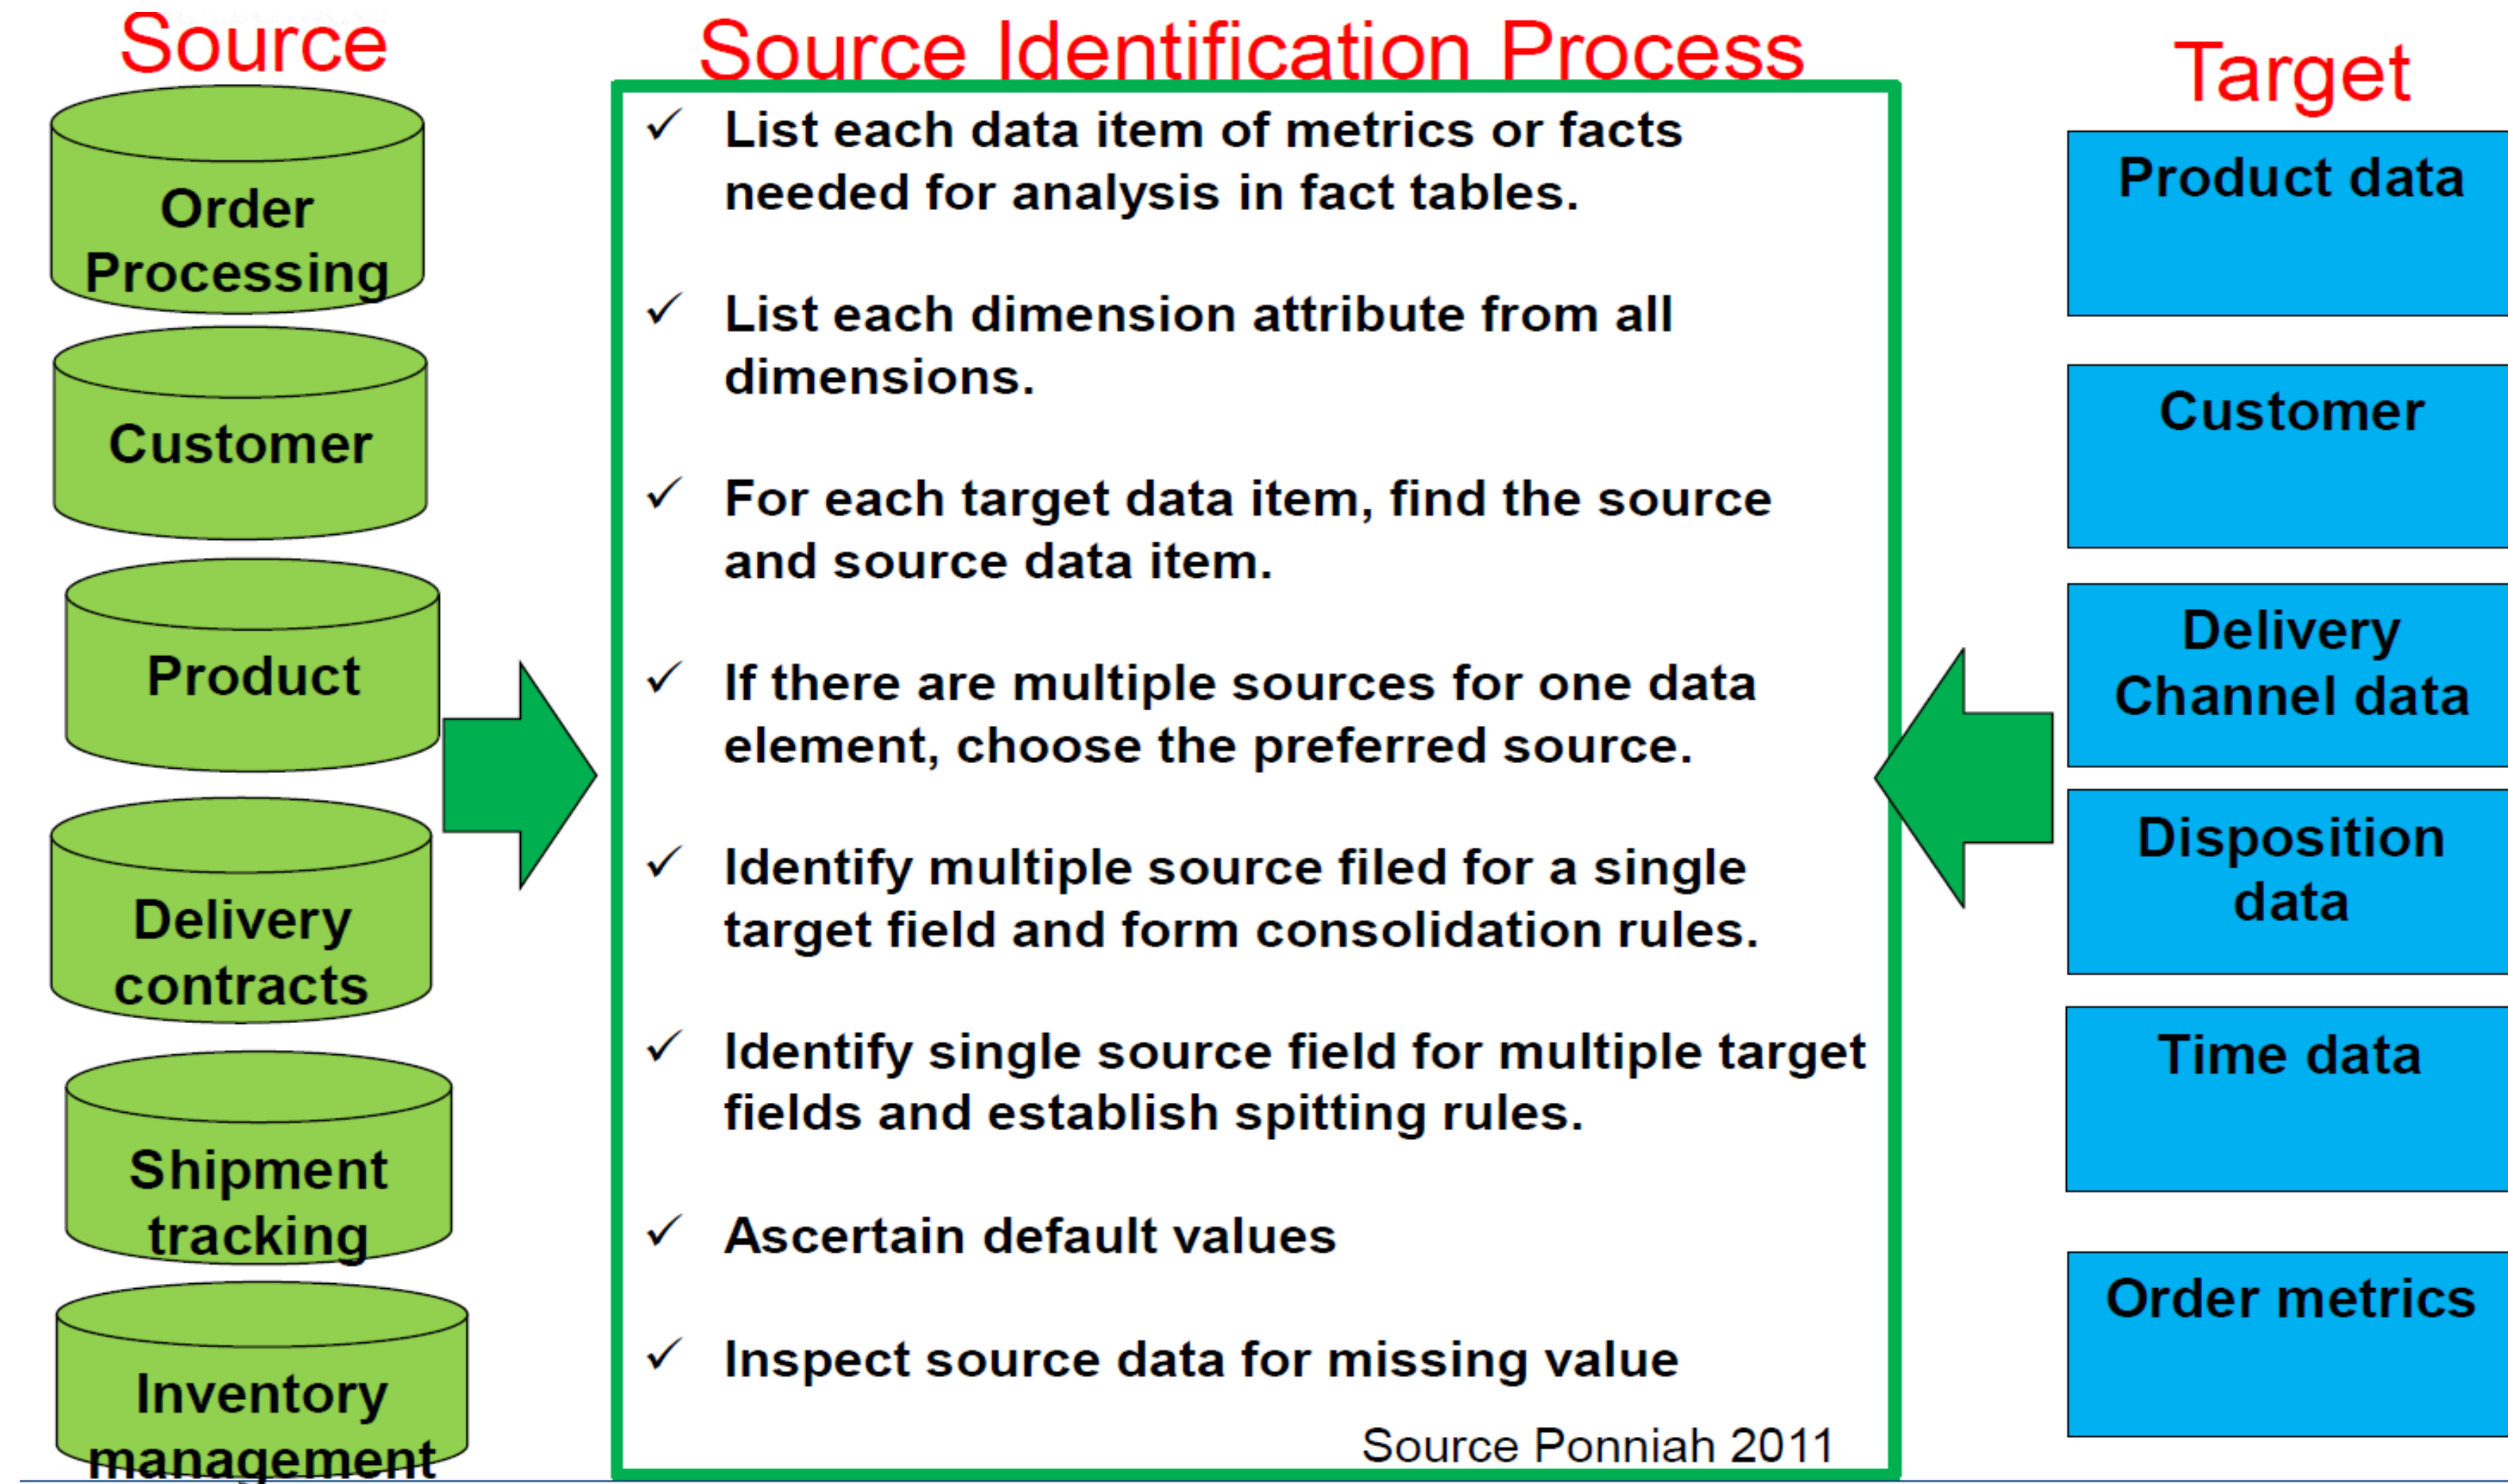 Source
Order
Processing
Customer
Product
Delivery
contracts
Shipment
tracking
Inventory
management
Source Identification Process
✓ List each data item of metrics or facts
needed for analysis in fact tables.
✓ List each dimension attribute from all
dimensions.
✓ For each target data item, find the source
and source data item.
✓ If there are multiple sources for one data
element, choose the preferred source.
✓ Identify multiple source filed for a single
target field and form consolidation rules.
✓ Identify single source field for multiple target
fields and establish spitting rules.
✓ Ascertain default values
✓ Inspect source data for missing value
Source Ponniah 2011
Target
Product data
Customer
Delivery
Channel data
Disposition
data
Time data
Order metrics